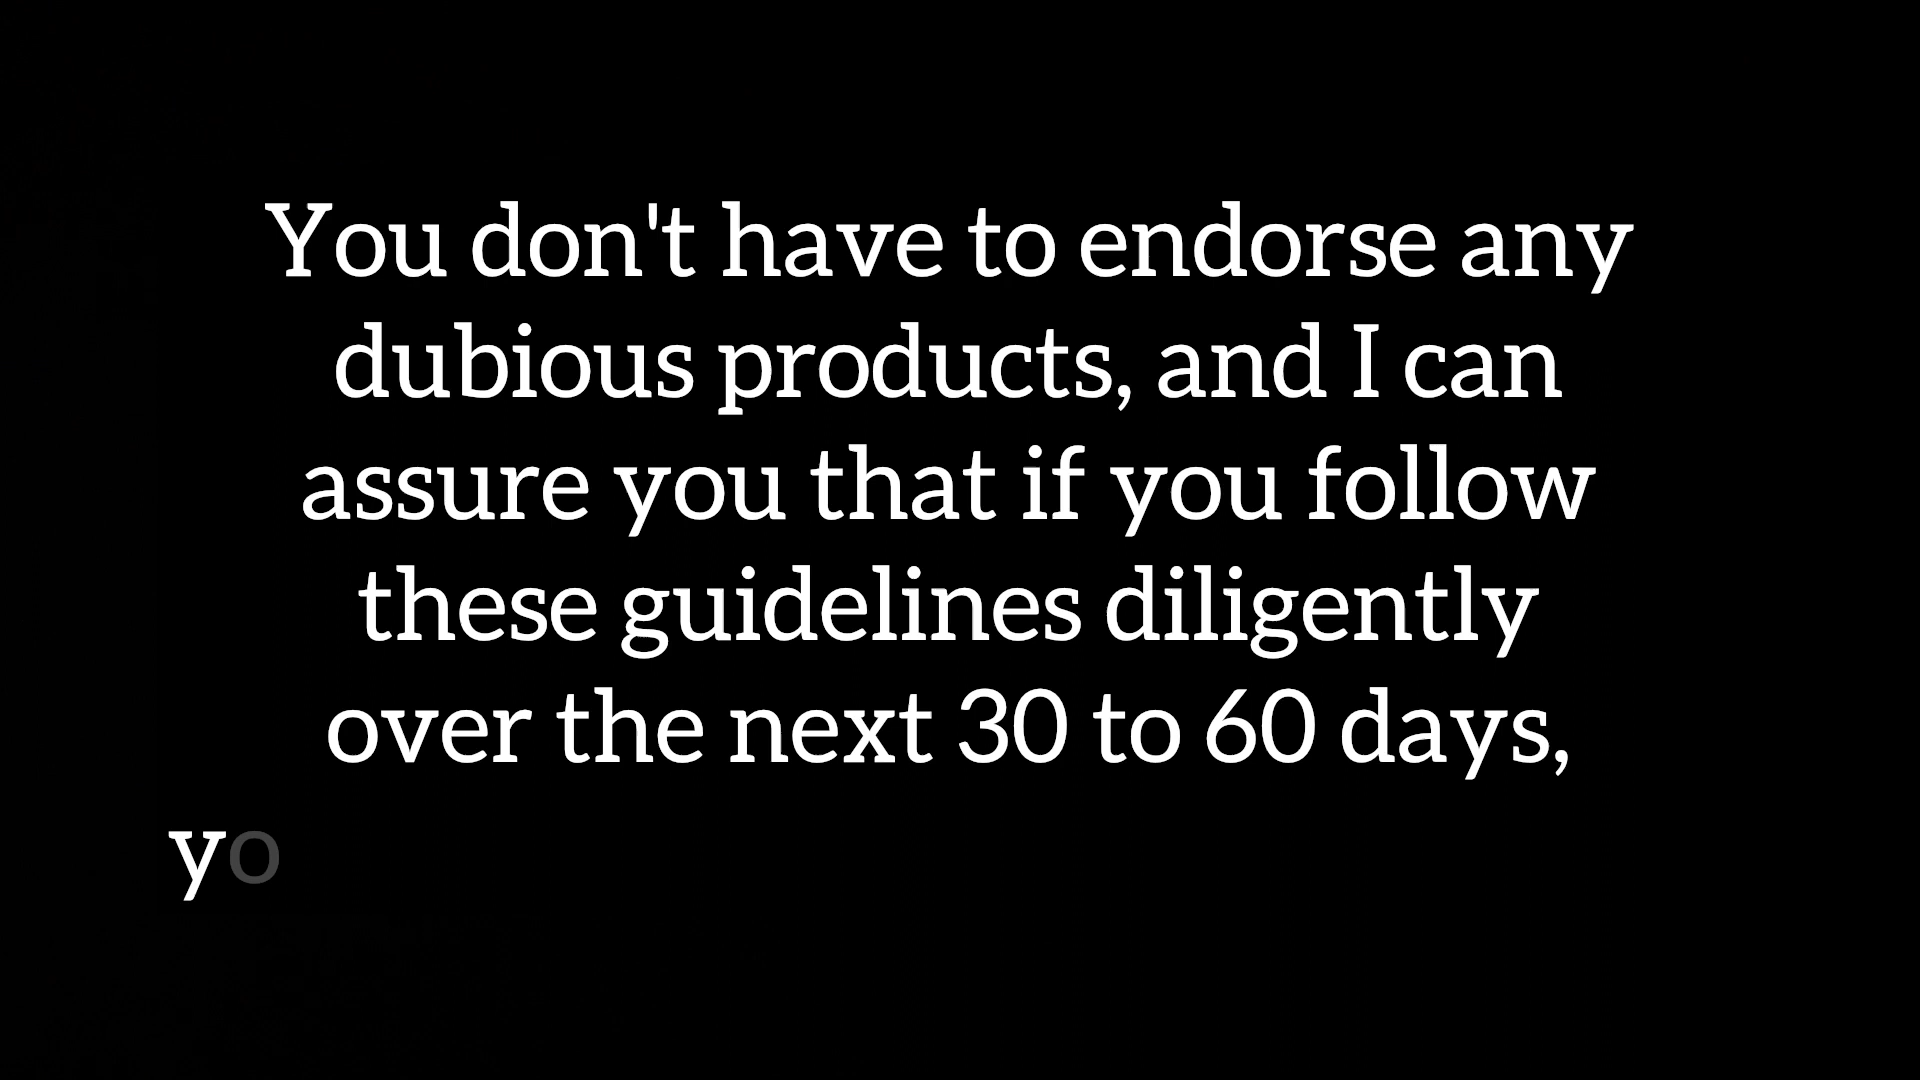 You don't have to endorse any
dubious products, and I can
assure you that if you follow
these guidelines diligently
over the next 30 to 60 days,
yo